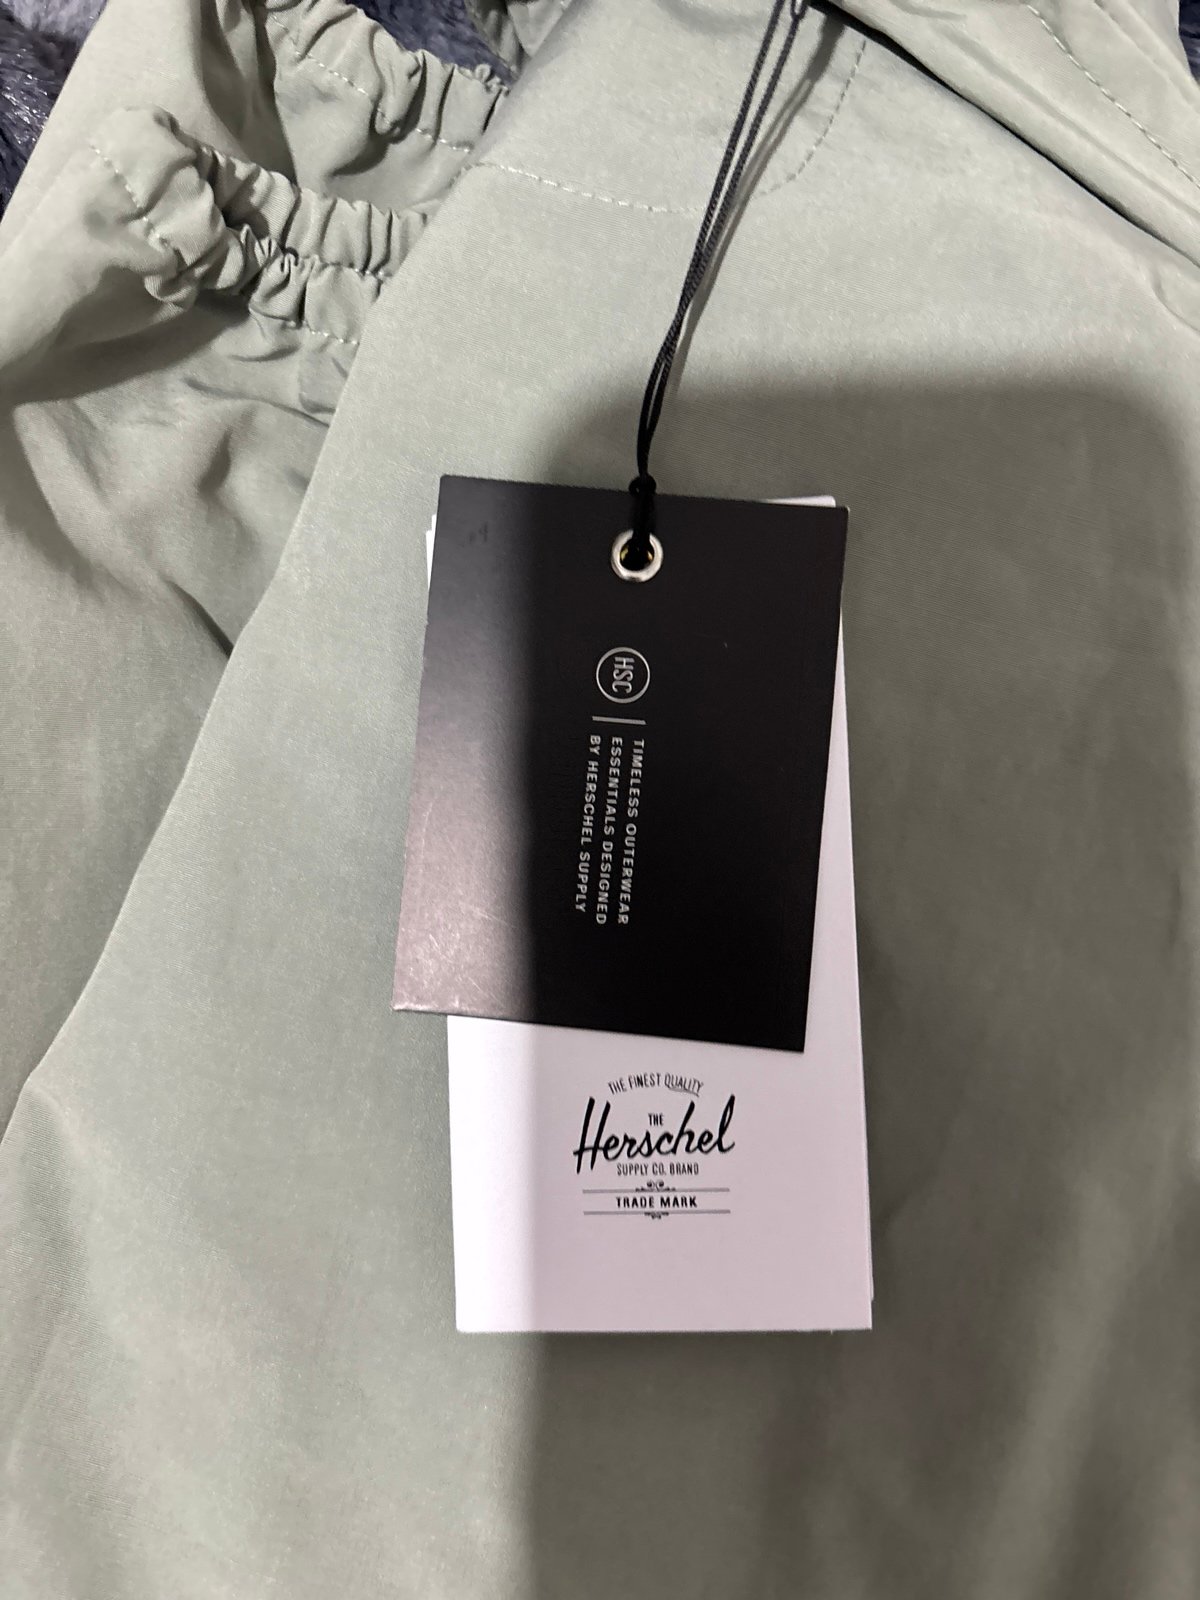 HSC
TIMELESS OUTERWEAR
ESSENTIALS DESIGNED
BY HERSCHEL SUPPLY
THE FINEST QUALITY
THE
Herschel
SUPPLY CO. BRAND
TRADE MARK